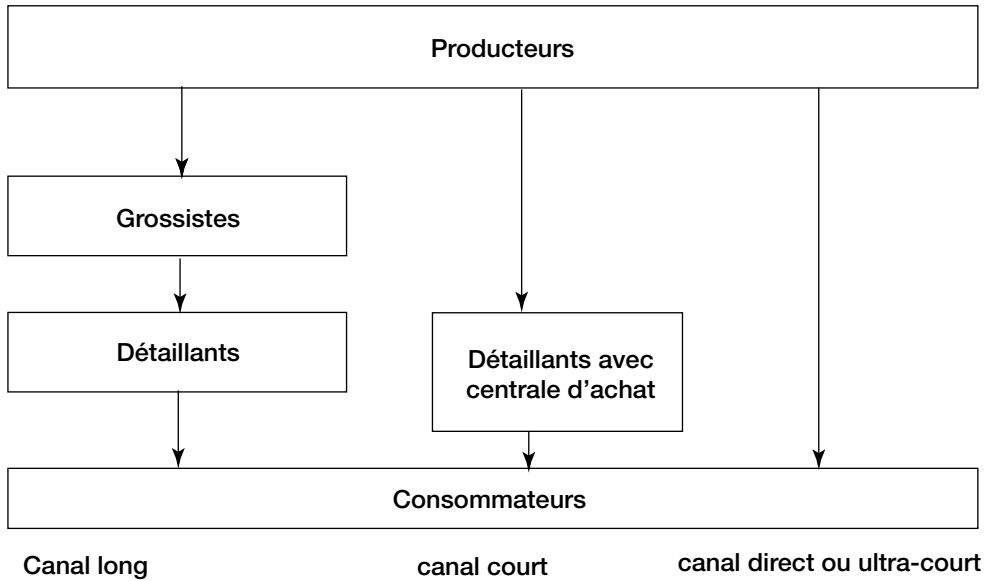 Producteurs
Grossistes
Détaillants
Détaillants avec
centrale d’achat
Consommateurs
Canal long
canal court
canal direct ou ultra-court